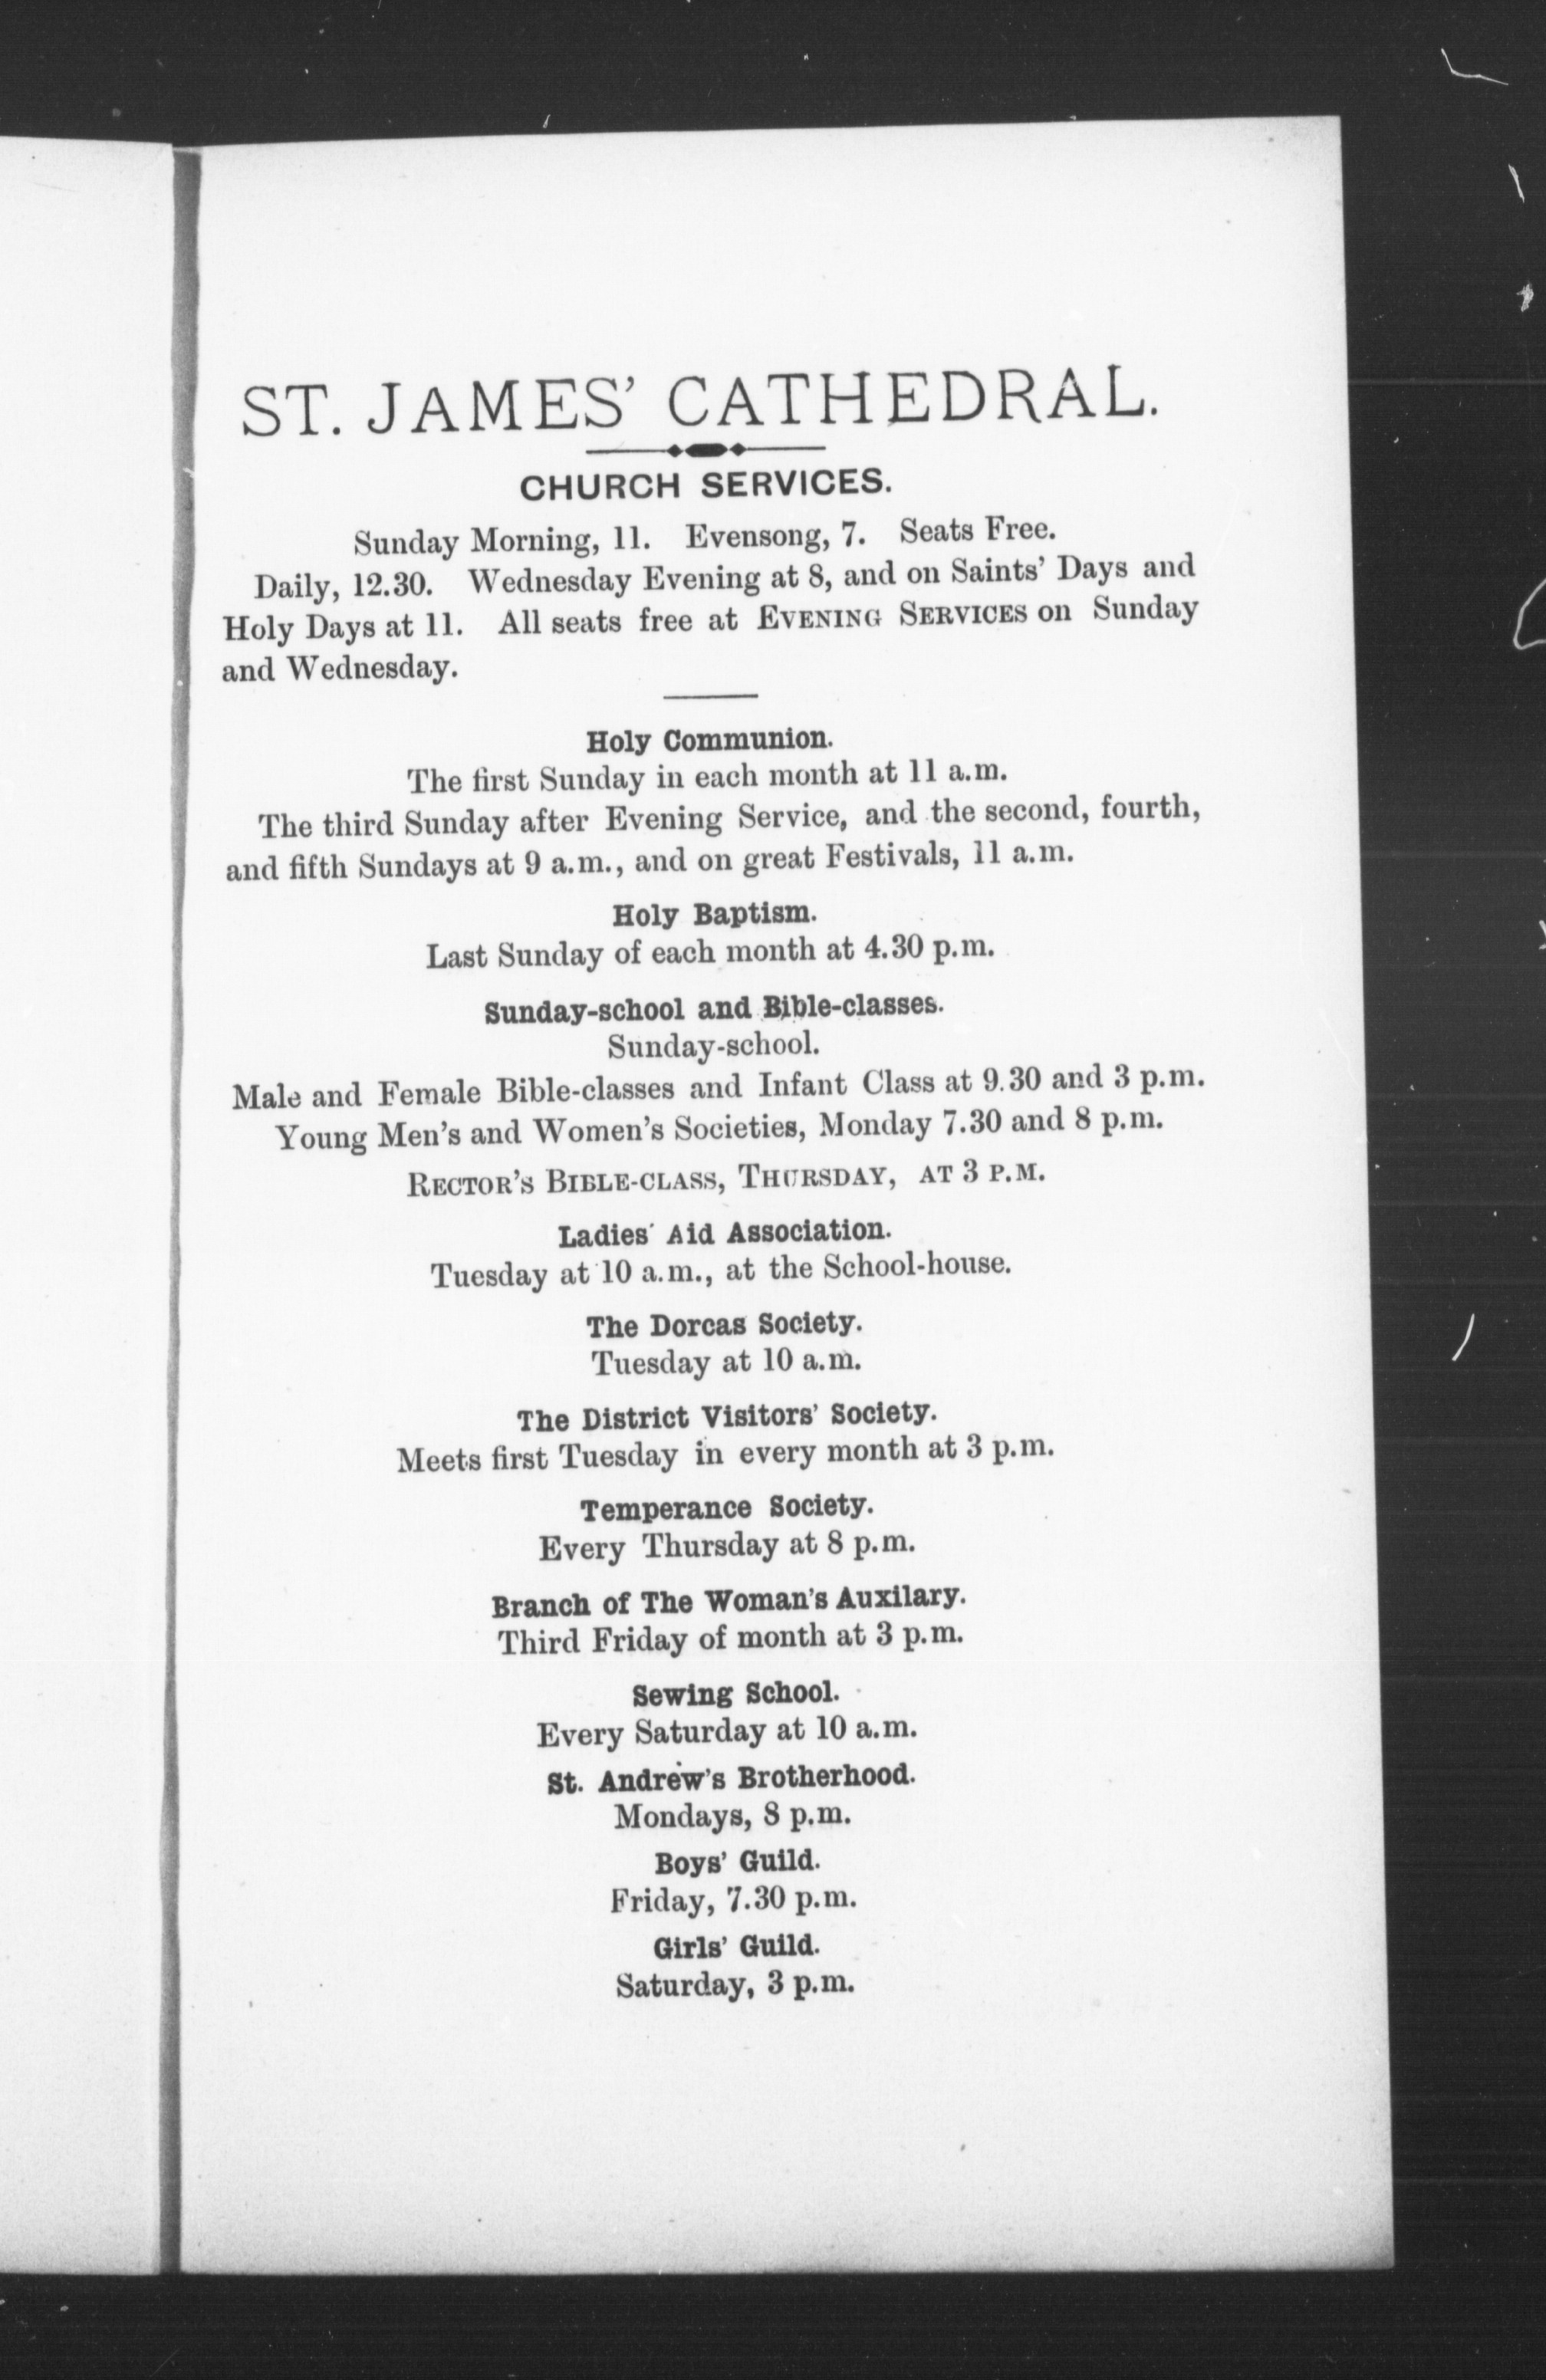 ST. JAMES' CATHEDRAL.
CHURCH SERVICES.
Sunday Morning, 11. Evensong, 7. Seats Free.
Daily, 12.30. Wednesday Evening at 8, and on Saints' Days and
Holy Days at 11. All seats free at EVENING SERVICES on Sunday
and Wednesday.
Holy Communion.
The first Sunday in each month at 11 a.m.
The third Sunday after Evening Service, and the second, fourth,
and fifth Sundays at 9 a.m., and on great Festivals, 11 a.m.
Holy Baptism.
Last Sunday of each month at 4.30 p.m.
Sunday-school and Bible-classes.
Sunday-school.
Male and Female Bible-classes and Infant Class at 9.30 and 3 p.m.
Young Men's and Women's Societies, Monday 7.30 and 8 p.m.
RECTOR'S BIBLE-CLASS, THURSDAY, AT 3 P.M.
Ladies' Aid Association.
Tuesday at 10 a.m., at the School-house.
The Dorcas Society.
Tuesday at 10 a.m.
The District Visitors' Society.
Meets first Tuesday in every month at 3 p.m.
Temperance Society.
Every Thursday at 8 p.m.
Branch of The Woman's Auxilary.
Third Friday of month at 3 p.m.
Sewing School.
Every Saturday at 10 a.m.
St. Andrew's Brotherhood.
Mondays, 8 p.m.
Boys' Guild.
Friday, 7.30 p.m.
Girls' Guild.
Saturday, 3 p.m.